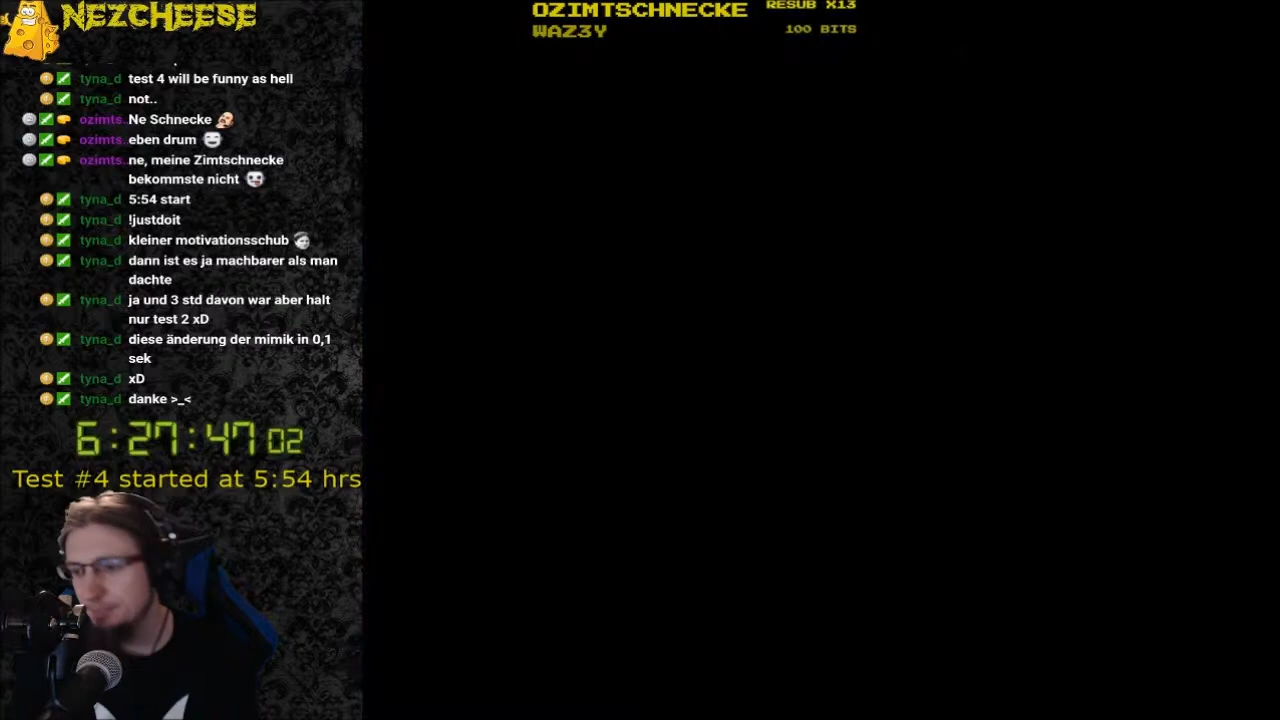 NEZCHEESE
OZIMTSCHNECKE RESUB X13
WAZ3Y 100 BITS
tyna_d test 4 will be funny as hell
tyna_d not..
ozimts. Ne Schnecke
ozimts. eben drum
ozimts. ne, meine Zimtschnecke
bekommste nicht
tyna_d 5:54 start
tyna_d !justdoit
tyna_d kleiner motivationsschub
tyna_d dann ist es ja machbarer als man
dachte
tyna_d ja und 3 std davon war aber halt
nur test 2 xD
tyna_d diese änderung der mimik in 0,1
sek
tyna_d xD
tyna_d danke >_<
6:27:47 02
Test #4 started at 5:54 hrs